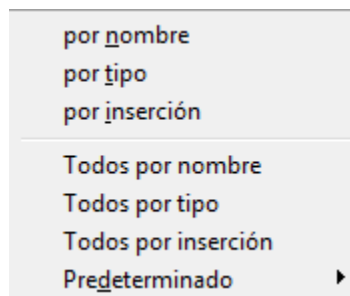 por nombre
por tipo
por inserción
Todos por nombre
Todos por tipo
Todos por inserción
Predeterminado